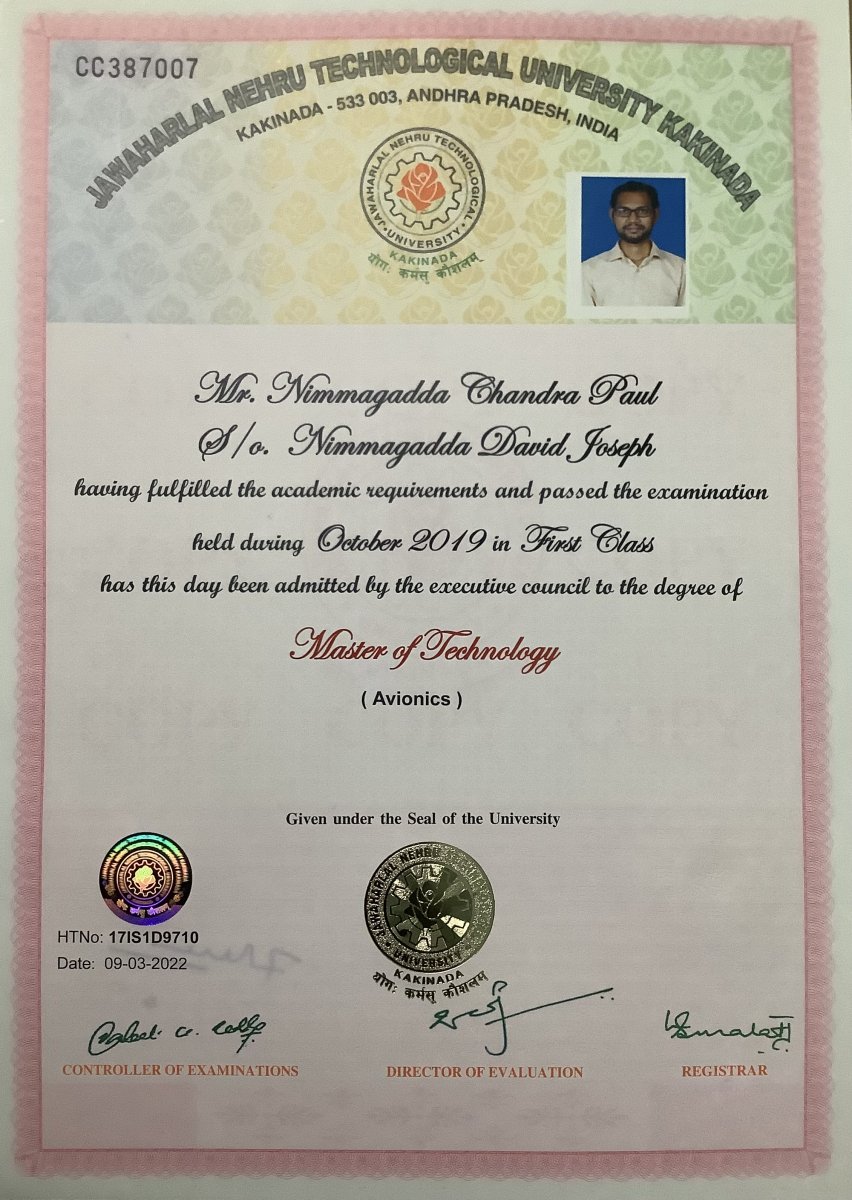 CC387007
JAWAHARLAL NEHRU TECHNOLOGICAL UNIVERSITY KAKINADA
KAKINADA - 533 003, ANDHRA PRADESH, INDIA
JAWAHARLAL NEHRU TECHNOLOGICAL
UNIVERSITY
KAKINADA
योगः कर्मसु कौशलम्
Mr. Nimmagadda Chandra Paul
S/o. Nimmagadda David Joseph
having fulfilled the academic requirements and passed the examination
held during October 2019 in First Class
has this day been admitted by the executive council to the degree of
Master of Technology
( Avionics )
Given under the Seal of the University
JAWAHARLAL NEHRU
UNIVERSITY
KAKINADA
योगः कर्मसु कौशलम्
HTNo: 17IS1D9710
Date: 09-03-2022
CONTROLLER OF EXAMINATIONS
DIRECTOR OF EVALUATION
REGISTRAR